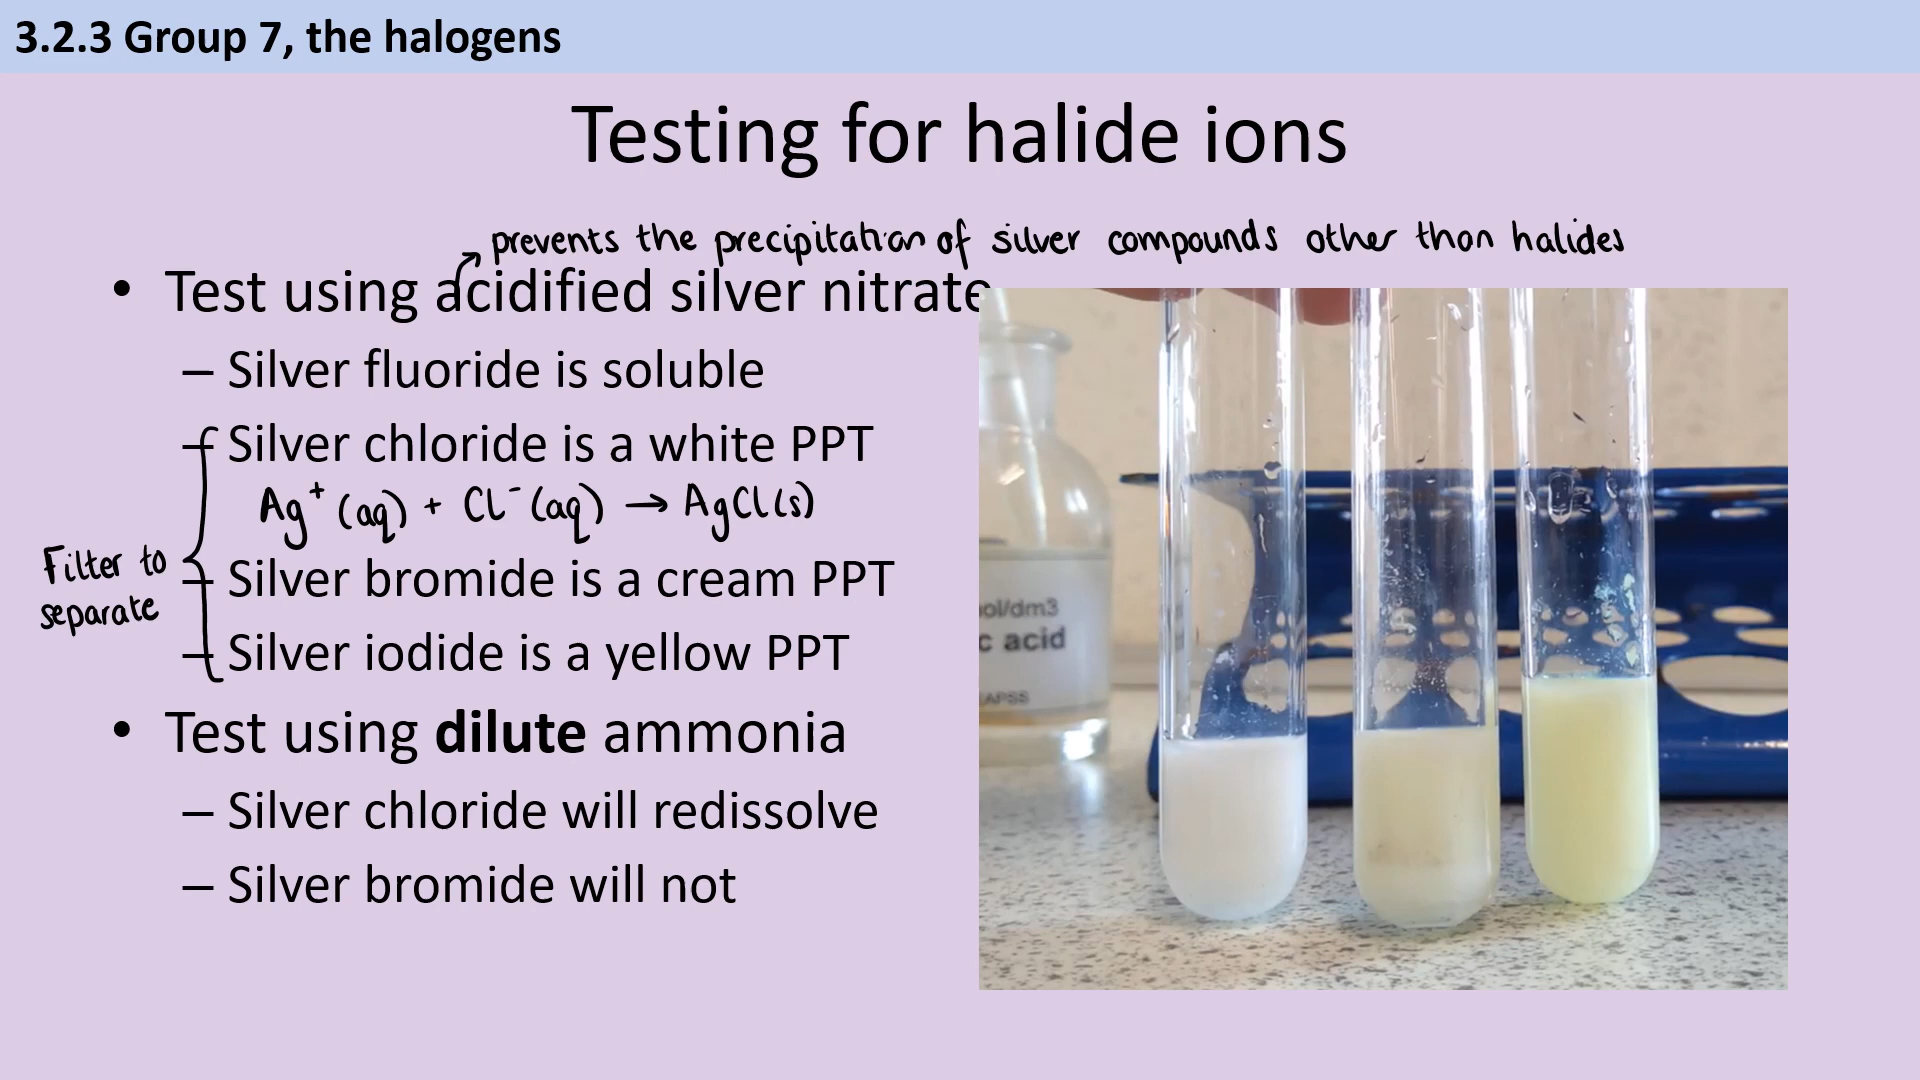 3.2.3 Group 7, the halogens
Testing for halide ions
prevents the precipitation of silver compounds other than halides
• Test using acidified silver nitrate
– Silver fluoride is soluble
– Silver chloride is a white PPT
Ag⁺ (aq) + Cl⁻ (aq) → AgCl(s)
Filter to
separate
– Silver bromide is a cream PPT
– Silver iodide is a yellow PPT
• Test using dilute ammonia
– Silver chloride will redissolve
– Silver bromide will not
ol/dm3
c acid